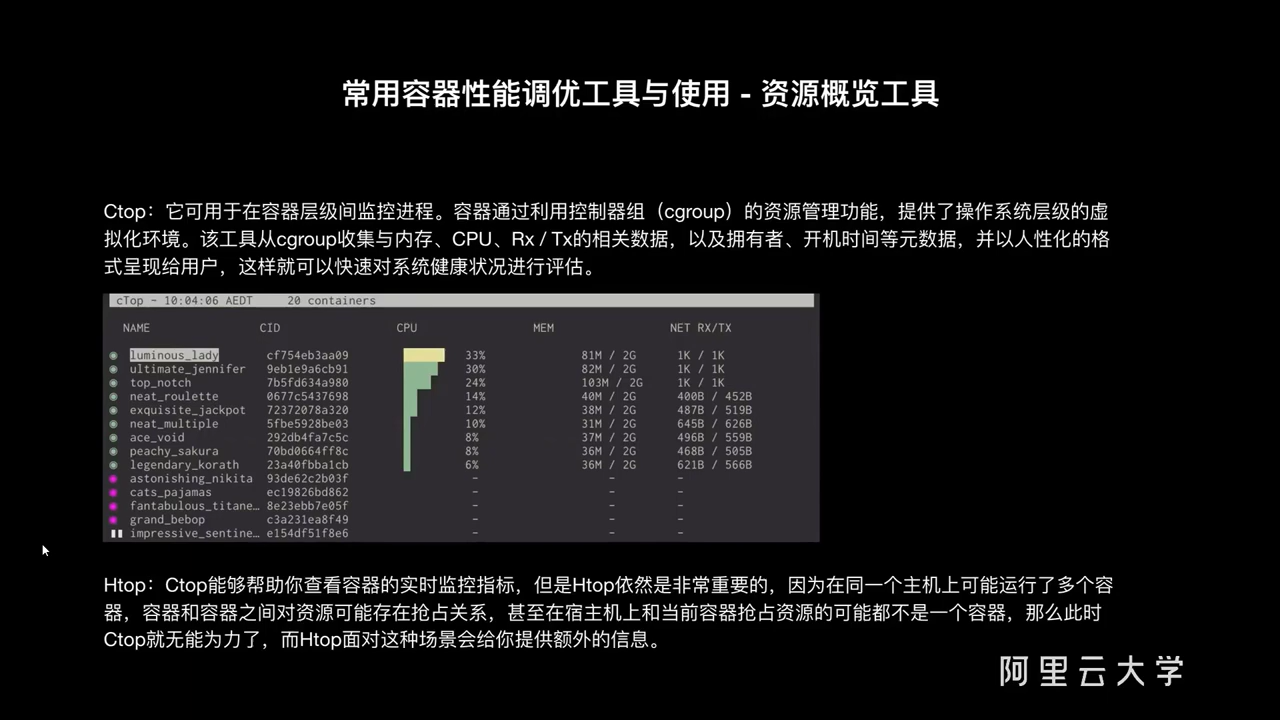 常用容器性能调优工具与使用 - 资源概览工具
Ctop：它可用于在容器层级间监控进程。容器通过利用控制器组（cgroup）的资源管理功能，提供了操作系统层级的虚
拟化环境。该工具从cgroup收集与内存、CPU、Rx / Tx的相关数据，以及拥有者、开机时间等元数据，并以人性化的格
式呈现给用户，这样就可以快速对系统健康状况进行评估。
cTop ~ 10:04:06 AEDT 20 containers
NAME CID CPU MEM NET RX/TX
luminous_lady cf754eb3aa09 33% 81M / 2G 1K / 1K
ultimate_jennifer 9eb1e9a6cb91 30% 82M / 2G 1K / 1K
top_notch 7b5fd634a980 24% 103M / 2G 1K / 1K
neat_roulette 0677c5437698 14% 40M / 2G 400B / 452B
exquisite_jackpot 72372078a320 12% 38M / 2G 487B / 519B
neat_multiple 5fbe5928be03 10% 31M / 2G 645B / 626B
ace_void 292db4fa7c5c 8% 37M / 2G 496B / 559B
peachy_sakura 70bd0664ff8c 8% 36M / 2G 468B / 505B
legendary_korath 23a40fbba1cb 6% 36M / 2G 621B / 566B
astonishing_nikita 93de62c2b03f - - -
cats_pajamas ec19826bd862 - - -
fantabulous_titane… 8e23ebb7e05f - - -
grand_bebop c3a231ea8f49 - - -
impressive_sentine… e154df51f8e6 - - -
Htop：Ctop能够帮助你查看容器的实时监控指标，但是Htop依然是非常重要的，因为在同一个主机上可能运行了多个容
器，容器和容器之间对资源可能存在抢占关系，甚至在宿主机上和当前容器抢占资源的可能都不是一个容器，那么此时
Ctop就无能为力了，而Htop面对这种场景会给你提供额外的信息。
阿里云大学